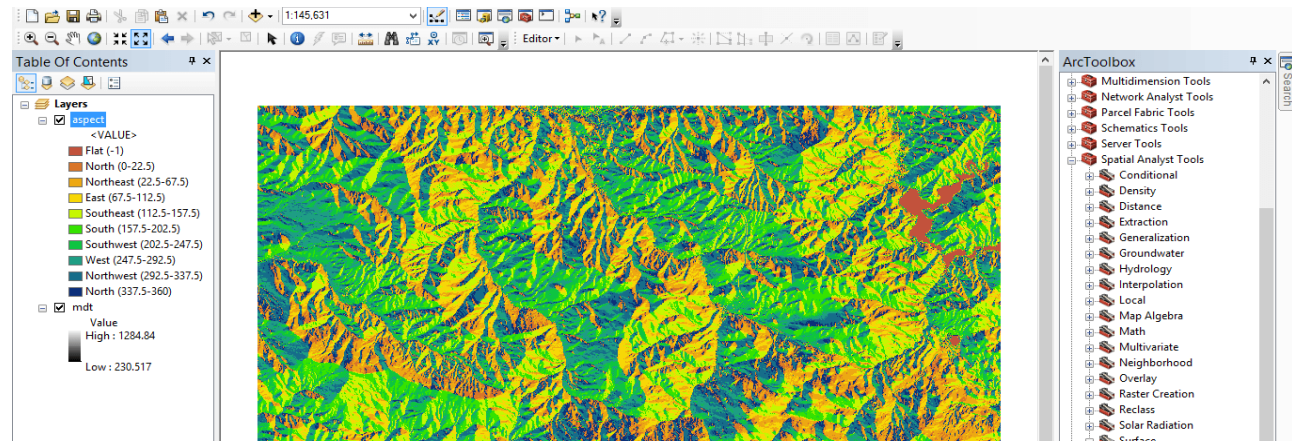 1:145,631
Editor
Table Of Contents
Layers
aspect
<VALUE>
Flat (-1)
North (0-22.5)
Northeast (22.5-67.5)
East (67.5-112.5)
Southeast (112.5-157.5)
South (157.5-202.5)
Southwest (202.5-247.5)
West (247.5-292.5)
Northwest (292.5-337.5)
North (337.5-360)
mdt
Value
High : 1284.84
Low : 230.517
ArcToolbox
Multidimension Tools
Network Analyst Tools
Parcel Fabric Tools
Schematics Tools
Server Tools
Spatial Analyst Tools
Conditional
Density
Distance
Extraction
Generalization
Groundwater
Hydrology
Interpolation
Local
Map Algebra
Math
Multivariate
Neighborhood
Overlay
Raster Creation
Reclass
Solar Radiation
Surface
Search